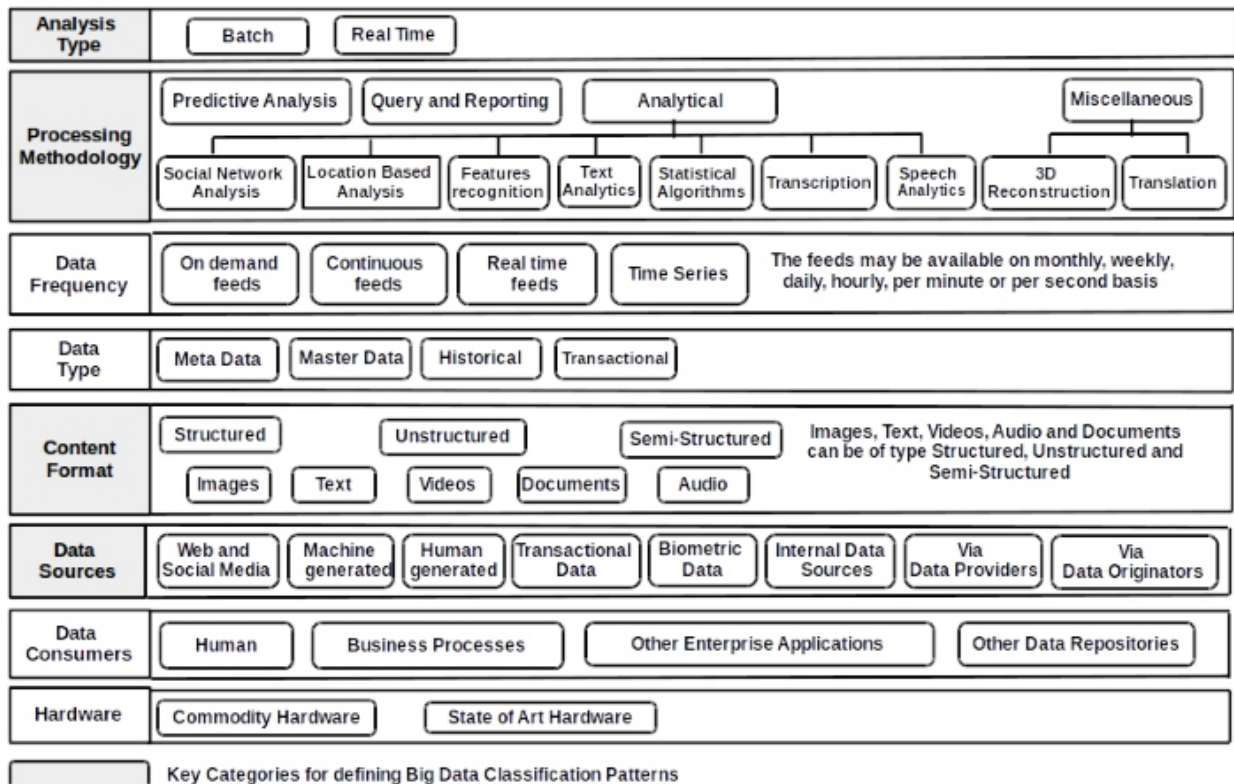 Analysis
Type
Batch
Real Time
Processing
Methodology
Predictive Analysis
Query and Reporting
Analytical
Miscellaneous
Social Network
Analysis
Location Based
Analysis
Features
recognition
Text
Analytics
Statistical
Algorithms
Transcription
Speech
Analytics
3D
Reconstruction
Translation
Data
Frequency
On demand
feeds
Continuous
feeds
Real time
feeds
Time Series
The feeds may be available on monthly, weekly,
daily, hourly, per minute or per second basis
Data
Type
Meta Data
Master Data
Historical
Transactional
Content
Format
Structured
Unstructured
Semi-Structured
Images
Text
Videos
Documents
Audio
Images, Text, Videos, Audio and Documents
can be of type Structured, Unstructured and
Semi-Structured
Data
Sources
Web and
Social Media
Machine
generated
Human
generated
Transactional
Data
Biometric
Data
Internal Data
Sources
Via
Data Providers
Via
Data Originators
Data
Consumers
Human
Business Processes
Other Enterprise Applications
Other Data Repositories
Hardware
Commodity Hardware
State of Art Hardware
Key Categories for defining Big Data Classification Patterns